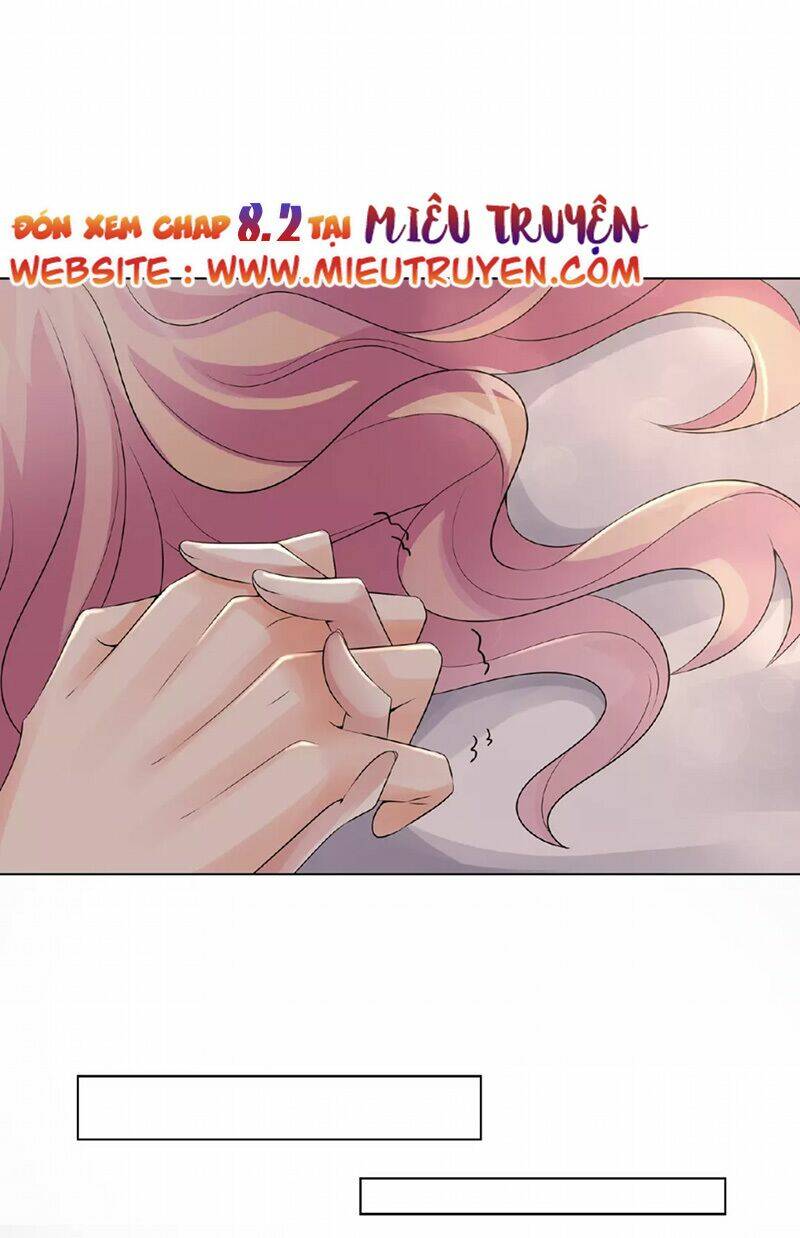 ĐÓN XEM CHAP 8.2 TẠI MIÊU TRUYỆN
WEBSITE : WWW.MIEUTRUYEN.COM